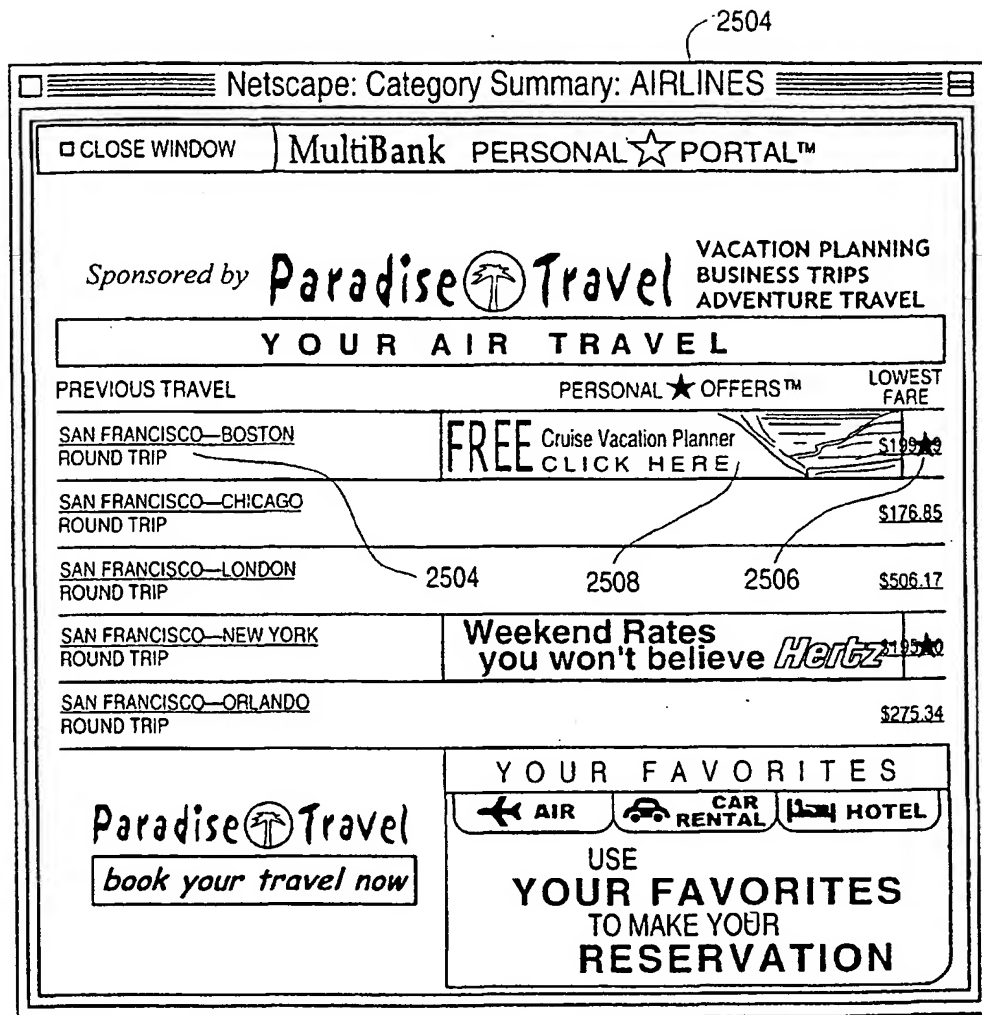 2504
Netscape: Category Summary: AIRLINES
CLOSE WINDOW MultiBank PERSONAL PORTAL™
Sponsored by Paradise Travel VACATION PLANNING
BUSINESS TRIPS
ADVENTURE TRAVEL
YOUR AIR TRAVEL
PREVIOUS TRAVEL PERSONAL ★ OFFERS™ LOWEST
FARE
SAN FRANCISCO—BOSTON
ROUND TRIP
FREE Cruise Vacation Planner
CLICK HERE
SAN FRANCISCO—CHICAGO
ROUND TRIP
$176.85
SAN FRANCISCO—LONDON
ROUND TRIP
2504 2508 2506
$506.17
SAN FRANCISCO—NEW YORK
ROUND TRIP
Weekend Rates
you won't believe Hertz
SAN FRANCISCO—ORLANDO
ROUND TRIP
$275.34
Paradise Travel
book your travel now
YOUR FAVORITES
AIR CAR RENTAL HOTEL
USE
YOUR FAVORITES
TO MAKE YOUR
RESERVATION